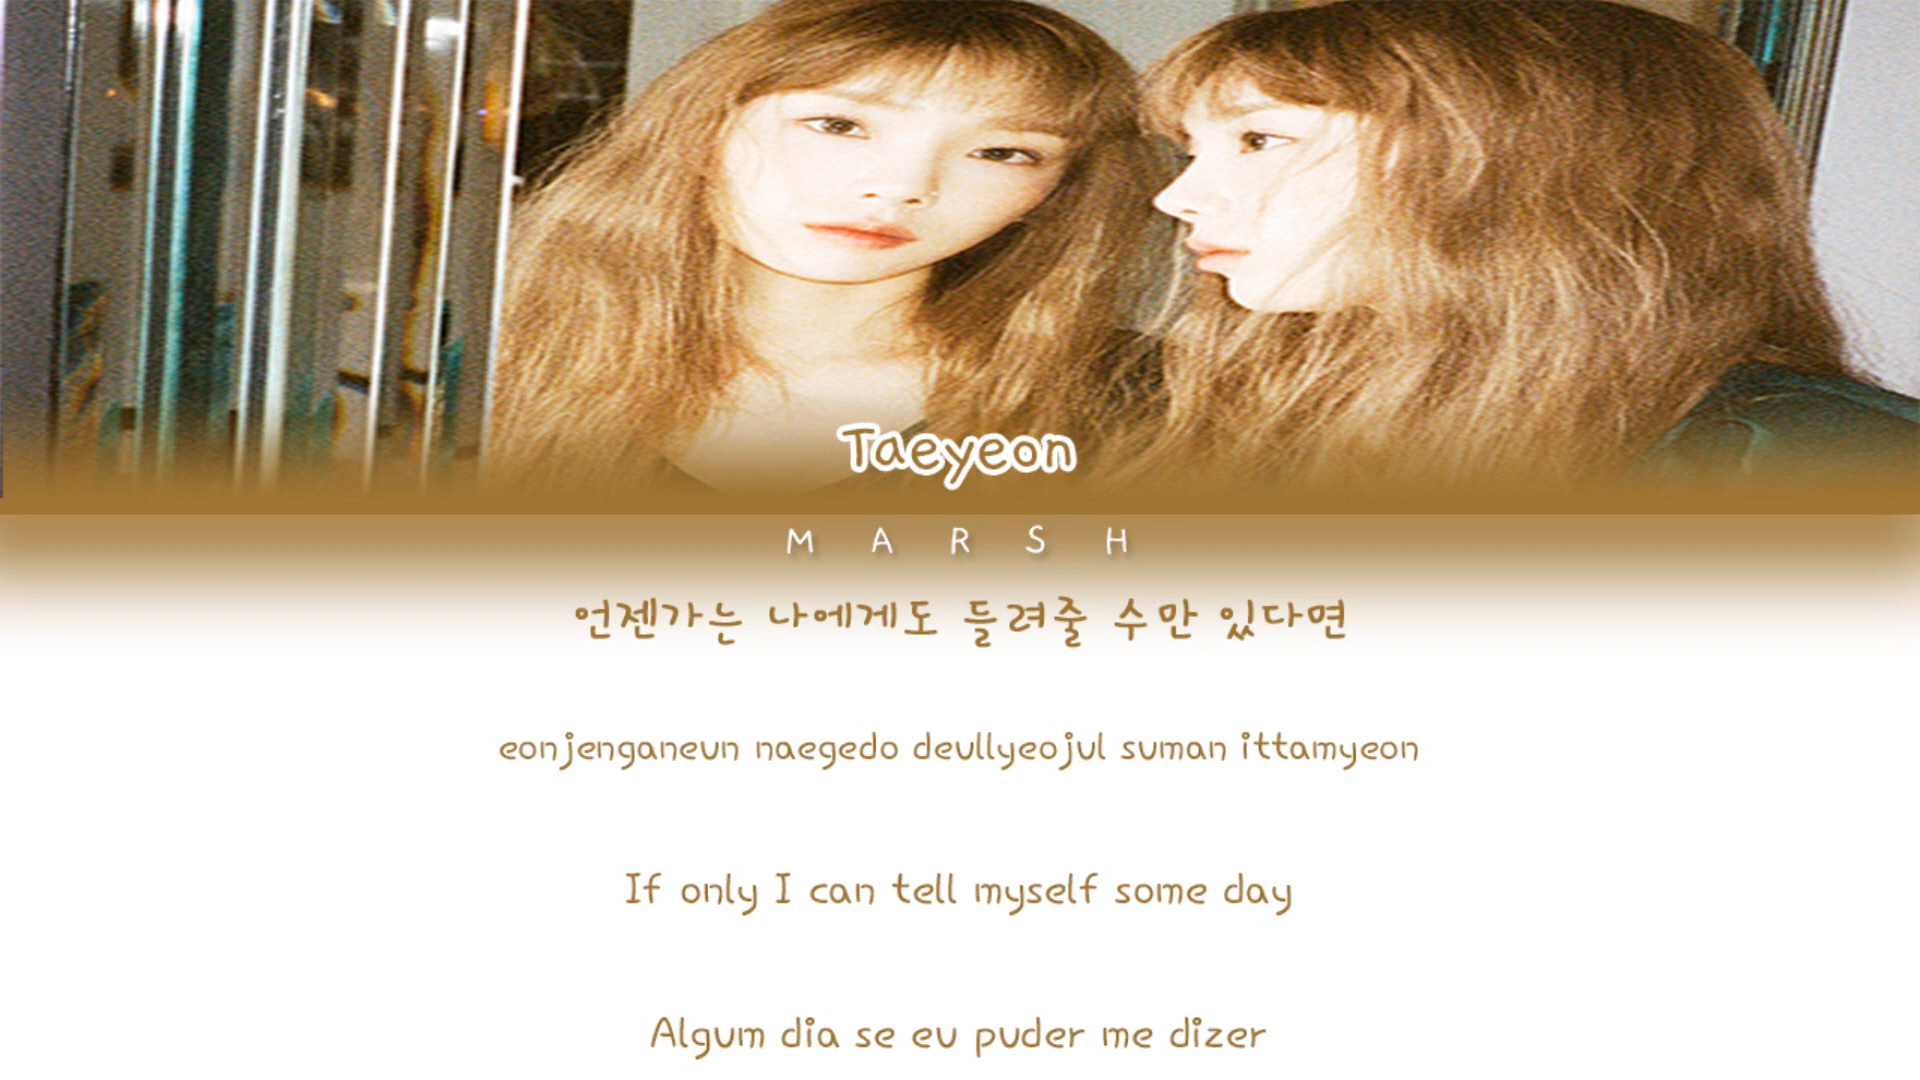 Taeyeon
M A R S H
언젠가는 나에게도 들려줄 수만 있다면
eonjenganeun naegedo deullyeojul suman ittamyeon
If only I can tell myself some day
Algum dia se eu puder me dizer